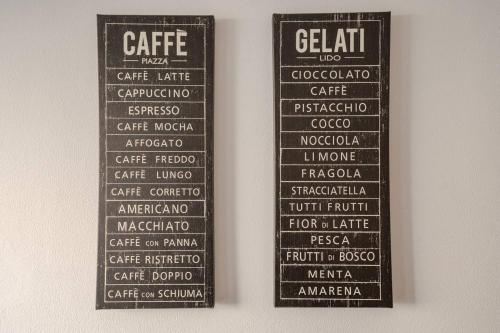 CAFFÈ
PIAZZA
CAFFÈ LATTE
CAPPUCCINO
ESPRESSO
CAFFÈ MOCHA
AFFOGATO
CAFFÈ FREDDO
CAFFÈ LUNGO
CAFFÈ CORRETTO
AMERICANO
MACCHIATO
CAFFÈ CON PANNA
CAFFÈ RISTRETTO
CAFFÈ DOPPIO
CAFFÈ CON SCHIUMA
GELATI
LIDO
CIOCCOLATO
CAFFÈ
PISTACCHIO
COCCO
NOCCIOLA
LIMONE
FRAGOLA
STRACCIATELLA
TUTTI FRUTTI
FIOR DI LATTE
PESCA
FRUTTI DI BOSCO
MENTA
AMARENA